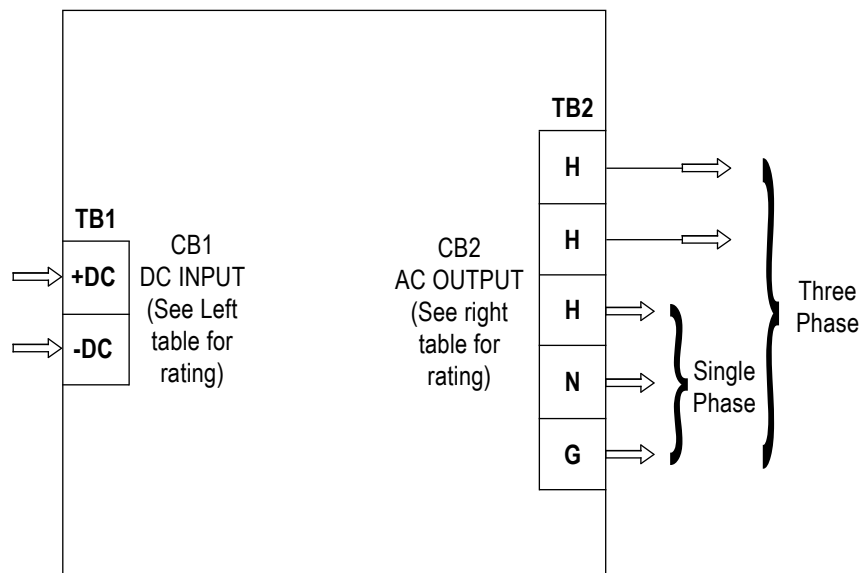 TB1
+DC
-DC
CB1
DC INPUT
(See Left
table for
rating)
CB2
AC OUTPUT
(See right
table for
rating)
TB2
H
H
H
N
G
Single
Phase
Three
Phase